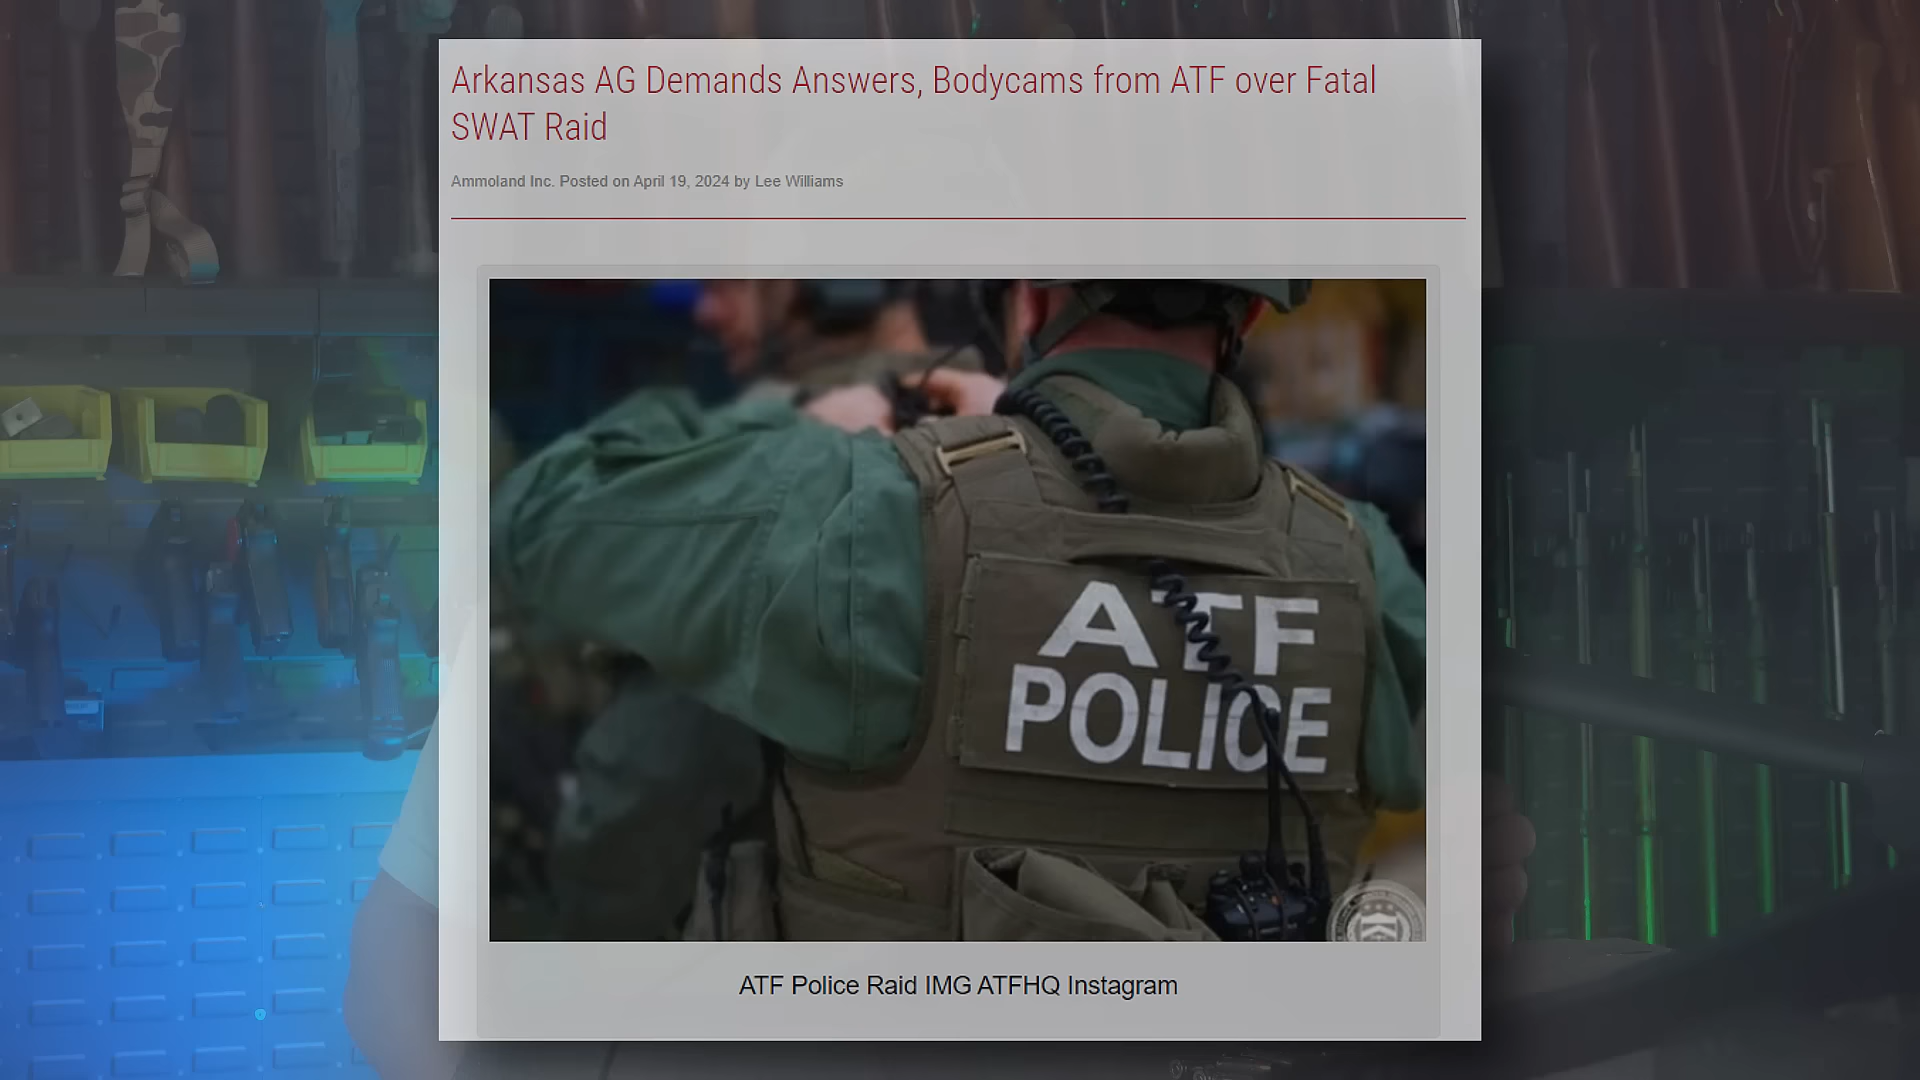 Arkansas AG Demands Answers, Bodycams from ATF over Fatal
SWAT Raid
Ammoland Inc. Posted on April 19, 2024 by Lee Williams
ATF
POLICE
ATF Police Raid IMG ATFHQ Instagram